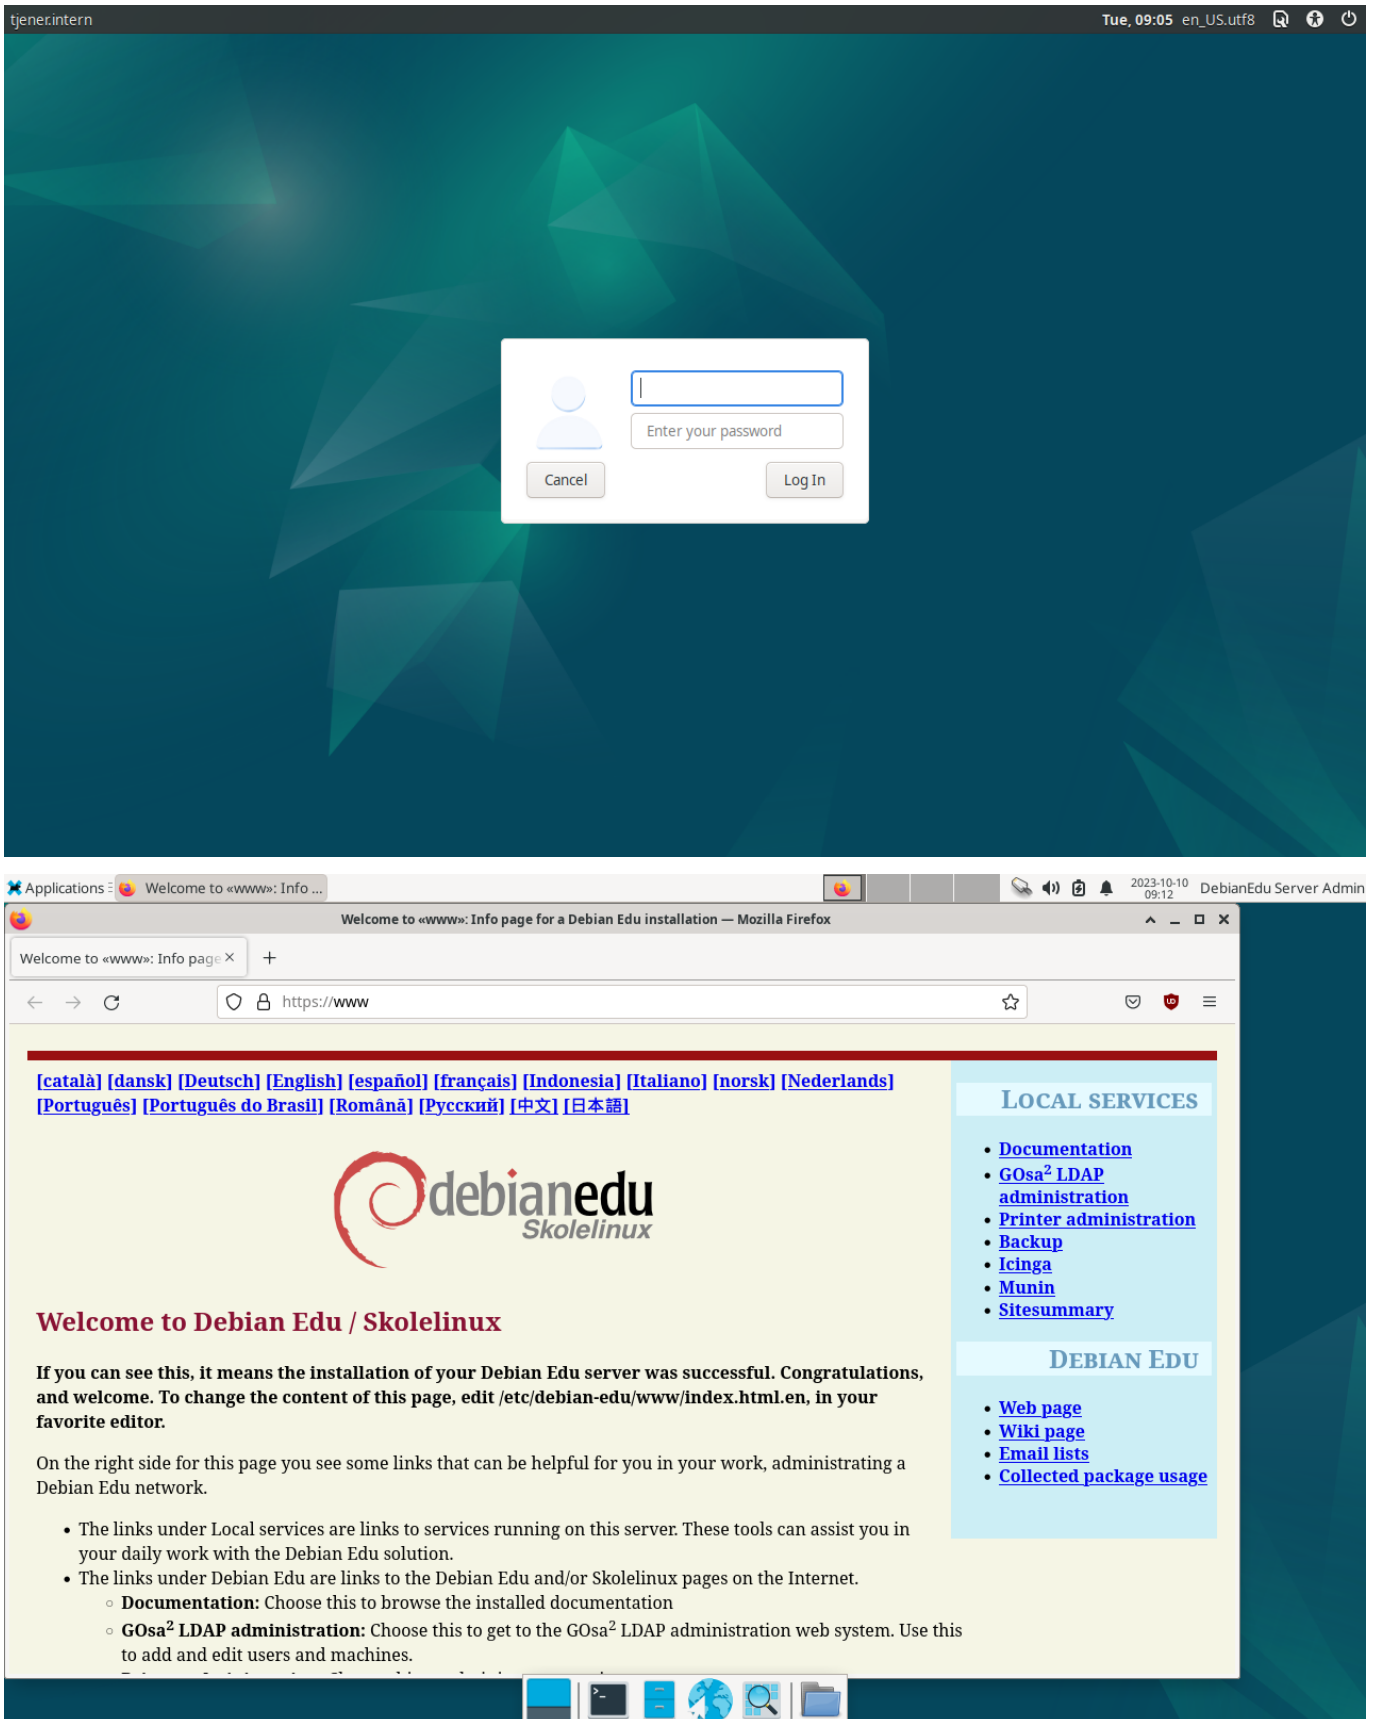 tjener.intern
Tue, 09:05 en_US.utf8
Enter your password
Cancel
Log In
Applications
Welcome to «www»: Info ...
2023-10-10
09:12
DebianEdu Server Admin
Welcome to «www»: Info page for a Debian Edu installation — Mozilla Firefox
Welcome to «www»: Info page
https://www
[català] [dansk] [Deutsch] [English] [español] [français] [Indonesia] [Italiano] [norsk] [Nederlands]
[Português] [Português do Brasil] [Română] [Русский] [中文] [日本語]
debianedu
Skolelinux
Welcome to Debian Edu / Skolelinux
If you can see this, it means the installation of your Debian Edu server was successful. Congratulations,
and welcome. To change the content of this page, edit /etc/debian-edu/www/index.html.en, in your
favorite editor.
On the right side for this page you see some links that can be helpful for you in your work, administrating a
Debian Edu network.
• The links under Local services are links to services running on this server. These tools can assist you in
your daily work with the Debian Edu solution.
• The links under Debian Edu are links to the Debian Edu and/or Skolelinux pages on the Internet.
◦ Documentation: Choose this to browse the installed documentation
◦ GOsa² LDAP administration: Choose this to get to the GOsa² LDAP administration web system. Use this
to add and edit users and machines.
Local services
• Documentation
• GOsa² LDAP
administration
• Printer administration
• Backup
• Icinga
• Munin
• Sitesummary
Debian Edu
• Web page
• Wiki page
• Email lists
• Collected package usage